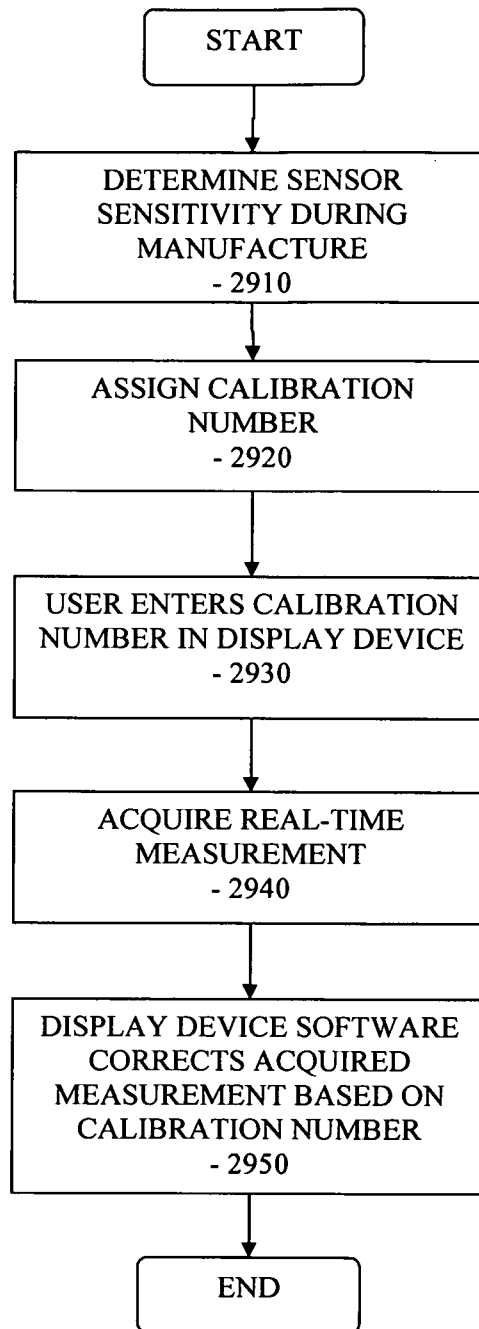 START
DETERMINE SENSOR
SENSITIVITY DURING
MANUFACTURE
- 2910
ASSIGN CALIBRATION
NUMBER
- 2920
USER ENTERS CALIBRATION
NUMBER IN DISPLAY DEVICE
- 2930
ACQUIRE REAL-TIME
MEASUREMENT
- 2940
DISPLAY DEVICE SOFTWARE
CORRECTS ACQUIRED
MEASUREMENT BASED ON
CALIBRATION NUMBER
- 2950
END